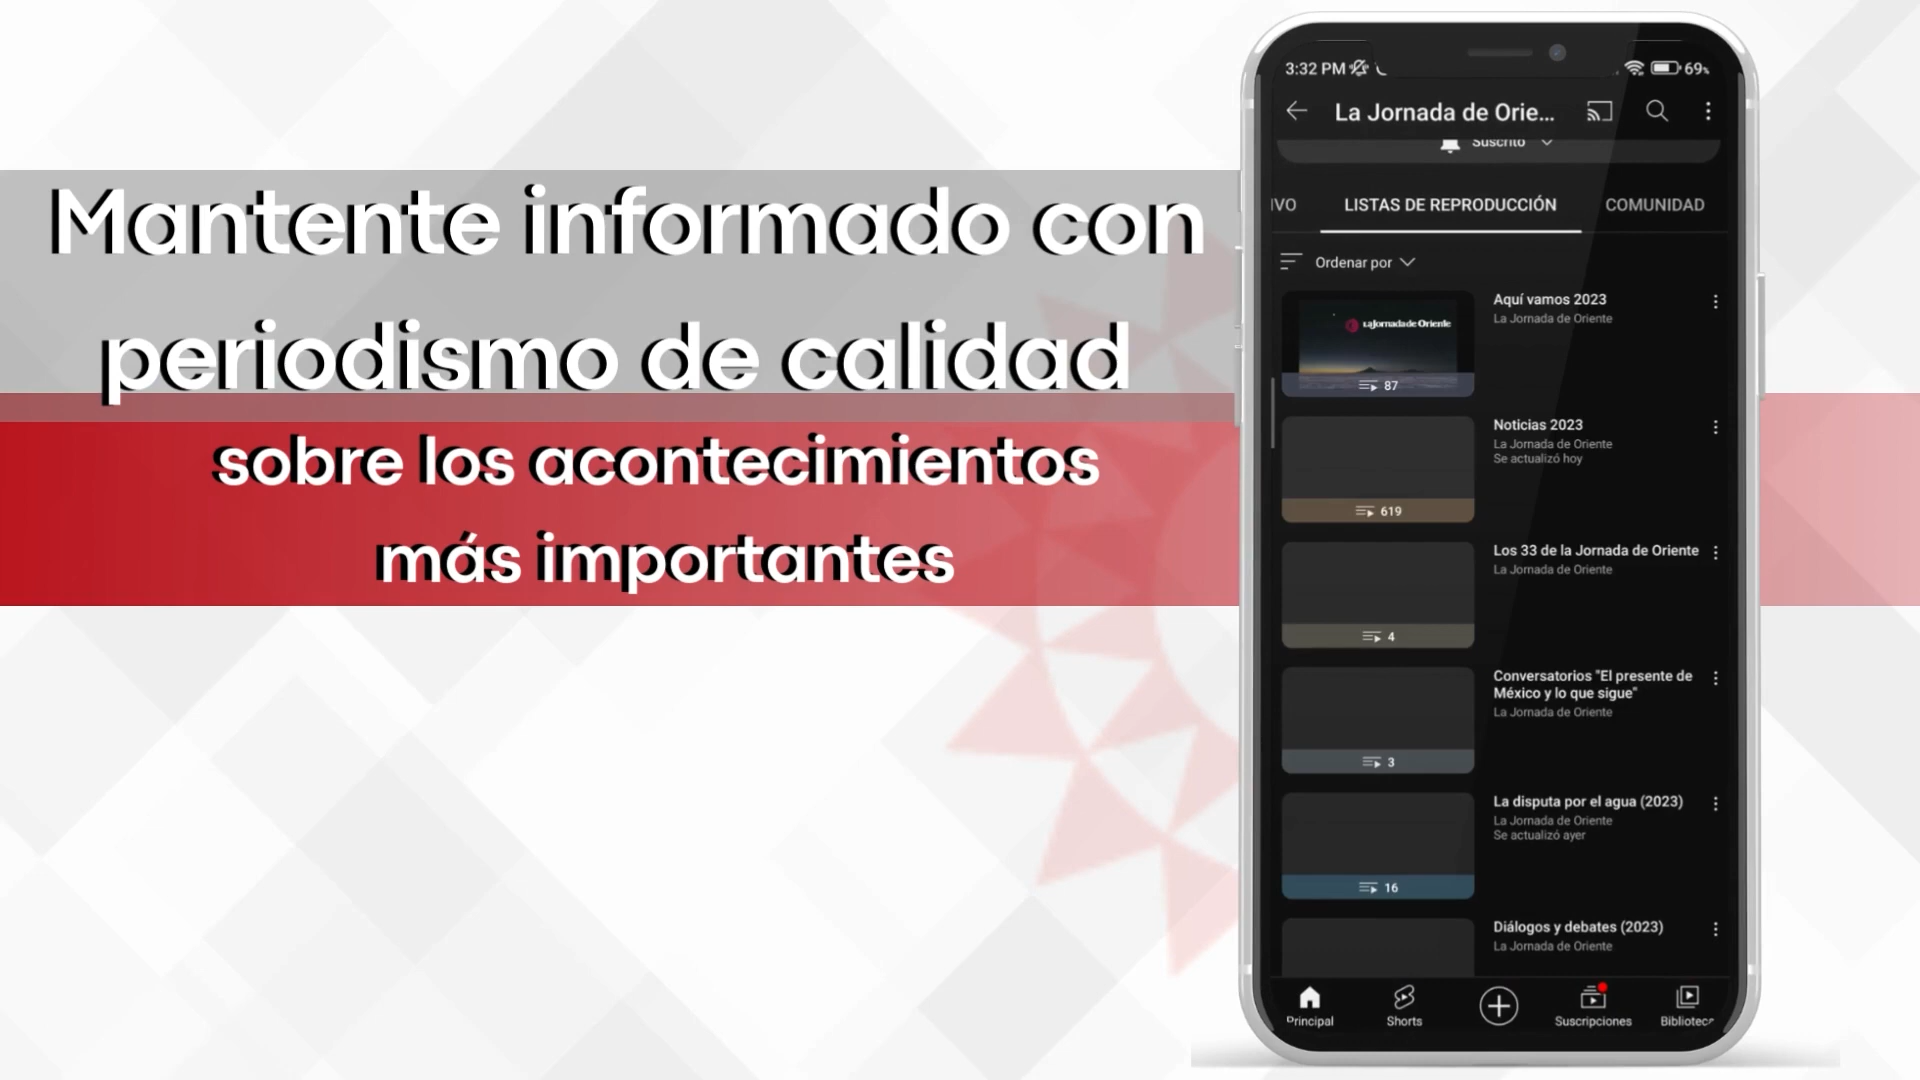 Mantente informado con
periodismo de calidad
sobre los acontecimientos
más importantes
3:32 PM
69%
La Jornada de Orie...
Suscrito
IVO
LISTAS DE REPRODUCCIÓN
COMUNIDAD
Ordenar por
LaJornadadeOriente
87
Aquí vamos 2023
La Jornada de Oriente
619
Noticias 2023
La Jornada de Oriente
Se actualizó hoy
4
Los 33 de la Jornada de Oriente
La Jornada de Oriente
3
Conversatorios "El presente de
México y lo que sigue"
La Jornada de Oriente
16
La disputa por el agua (2023)
La Jornada de Oriente
Se actualizó ayer
Diálogos y debates (2023)
La Jornada de Oriente
Principal
Shorts
Suscripciones
Bibliotec